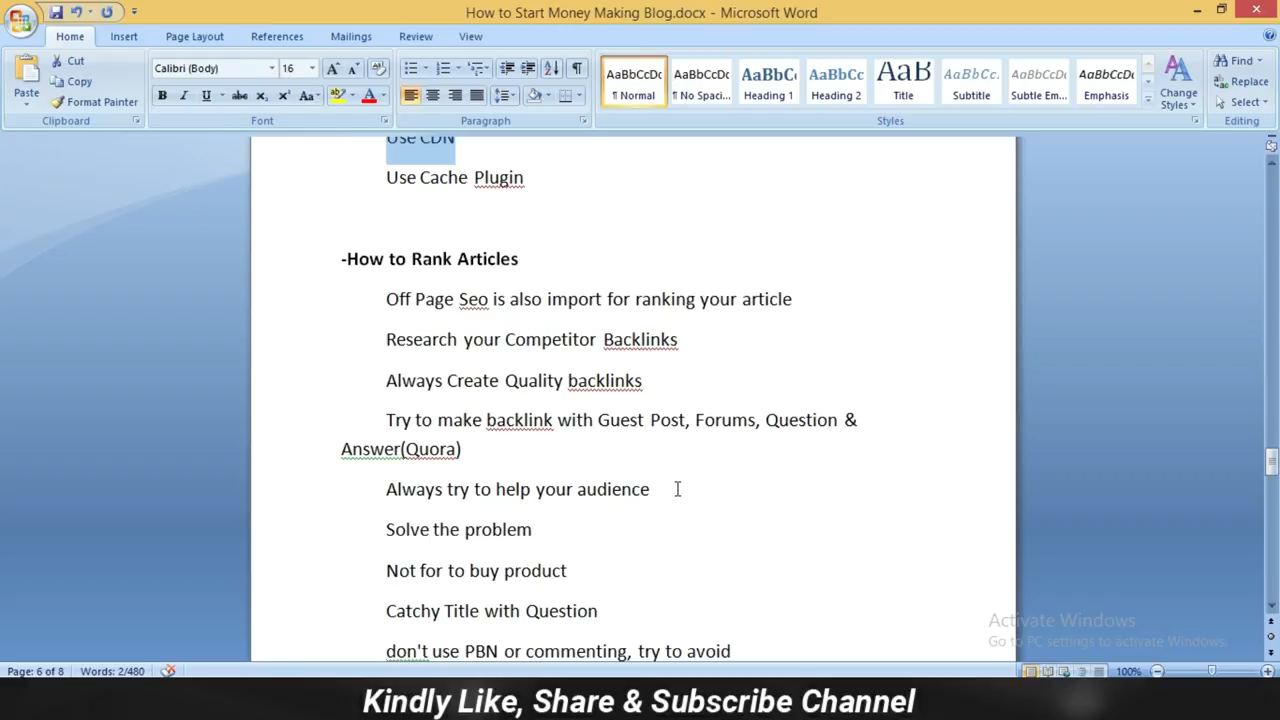 How to Start Money Making Blog.docx - Microsoft Word
Home Insert Page Layout References Mailings Review View
Paste
Cut
Copy
Format Painter
Clipboard
Calibri (Body) 16
Font
Paragraph
AaBbCcDc AaBbCcDc AaBbCc AaBbCc AaB AaBbCc. AaBbCcDc AaBbCcDc
¶ Normal ¶ No Spaci... Heading 1 Heading 2 Title Subtitle Subtle Em... Emphasis
Change Styles
Styles
Find
Replace
Select
Editing
Use CDN
Use Cache Plugin
-How to Rank Articles
Off Page Seo is also import for ranking your article
Research your Competitor Backlinks
Always Create Quality backlinks
Try to make backlink with Guest Post, Forums, Question &
Answer(Quora)
Always try to help your audience
Solve the problem
Not for to buy product
Catchy Title with Question
don't use PBN or commenting, try to avoid
Activate Windows
Go to PC settings to activate Windows.
Page: 6 of 8 Words: 2/480 100%
Kindly Like, Share & Subscribe Channel